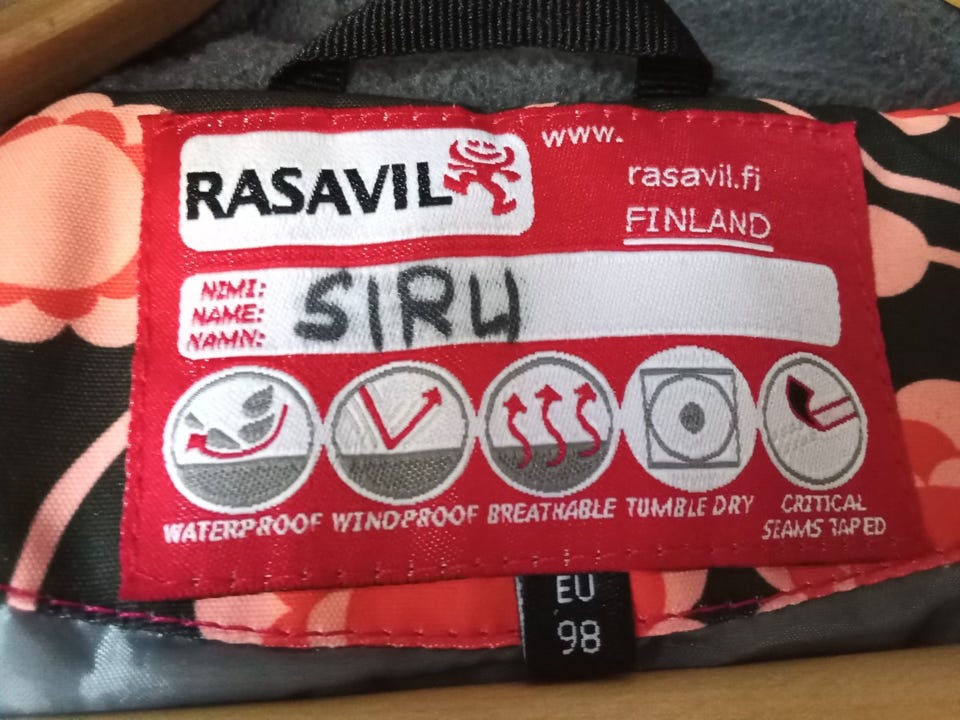 RASAVIL
www.
rasavil.fi
FINLAND
NIMI:
NAME:
NAMN:
SIRU
WATERPROOF WINDPROOF BREATHABLE TUMBLE DRY CRITICAL
SEAMS TAPED
EU
98